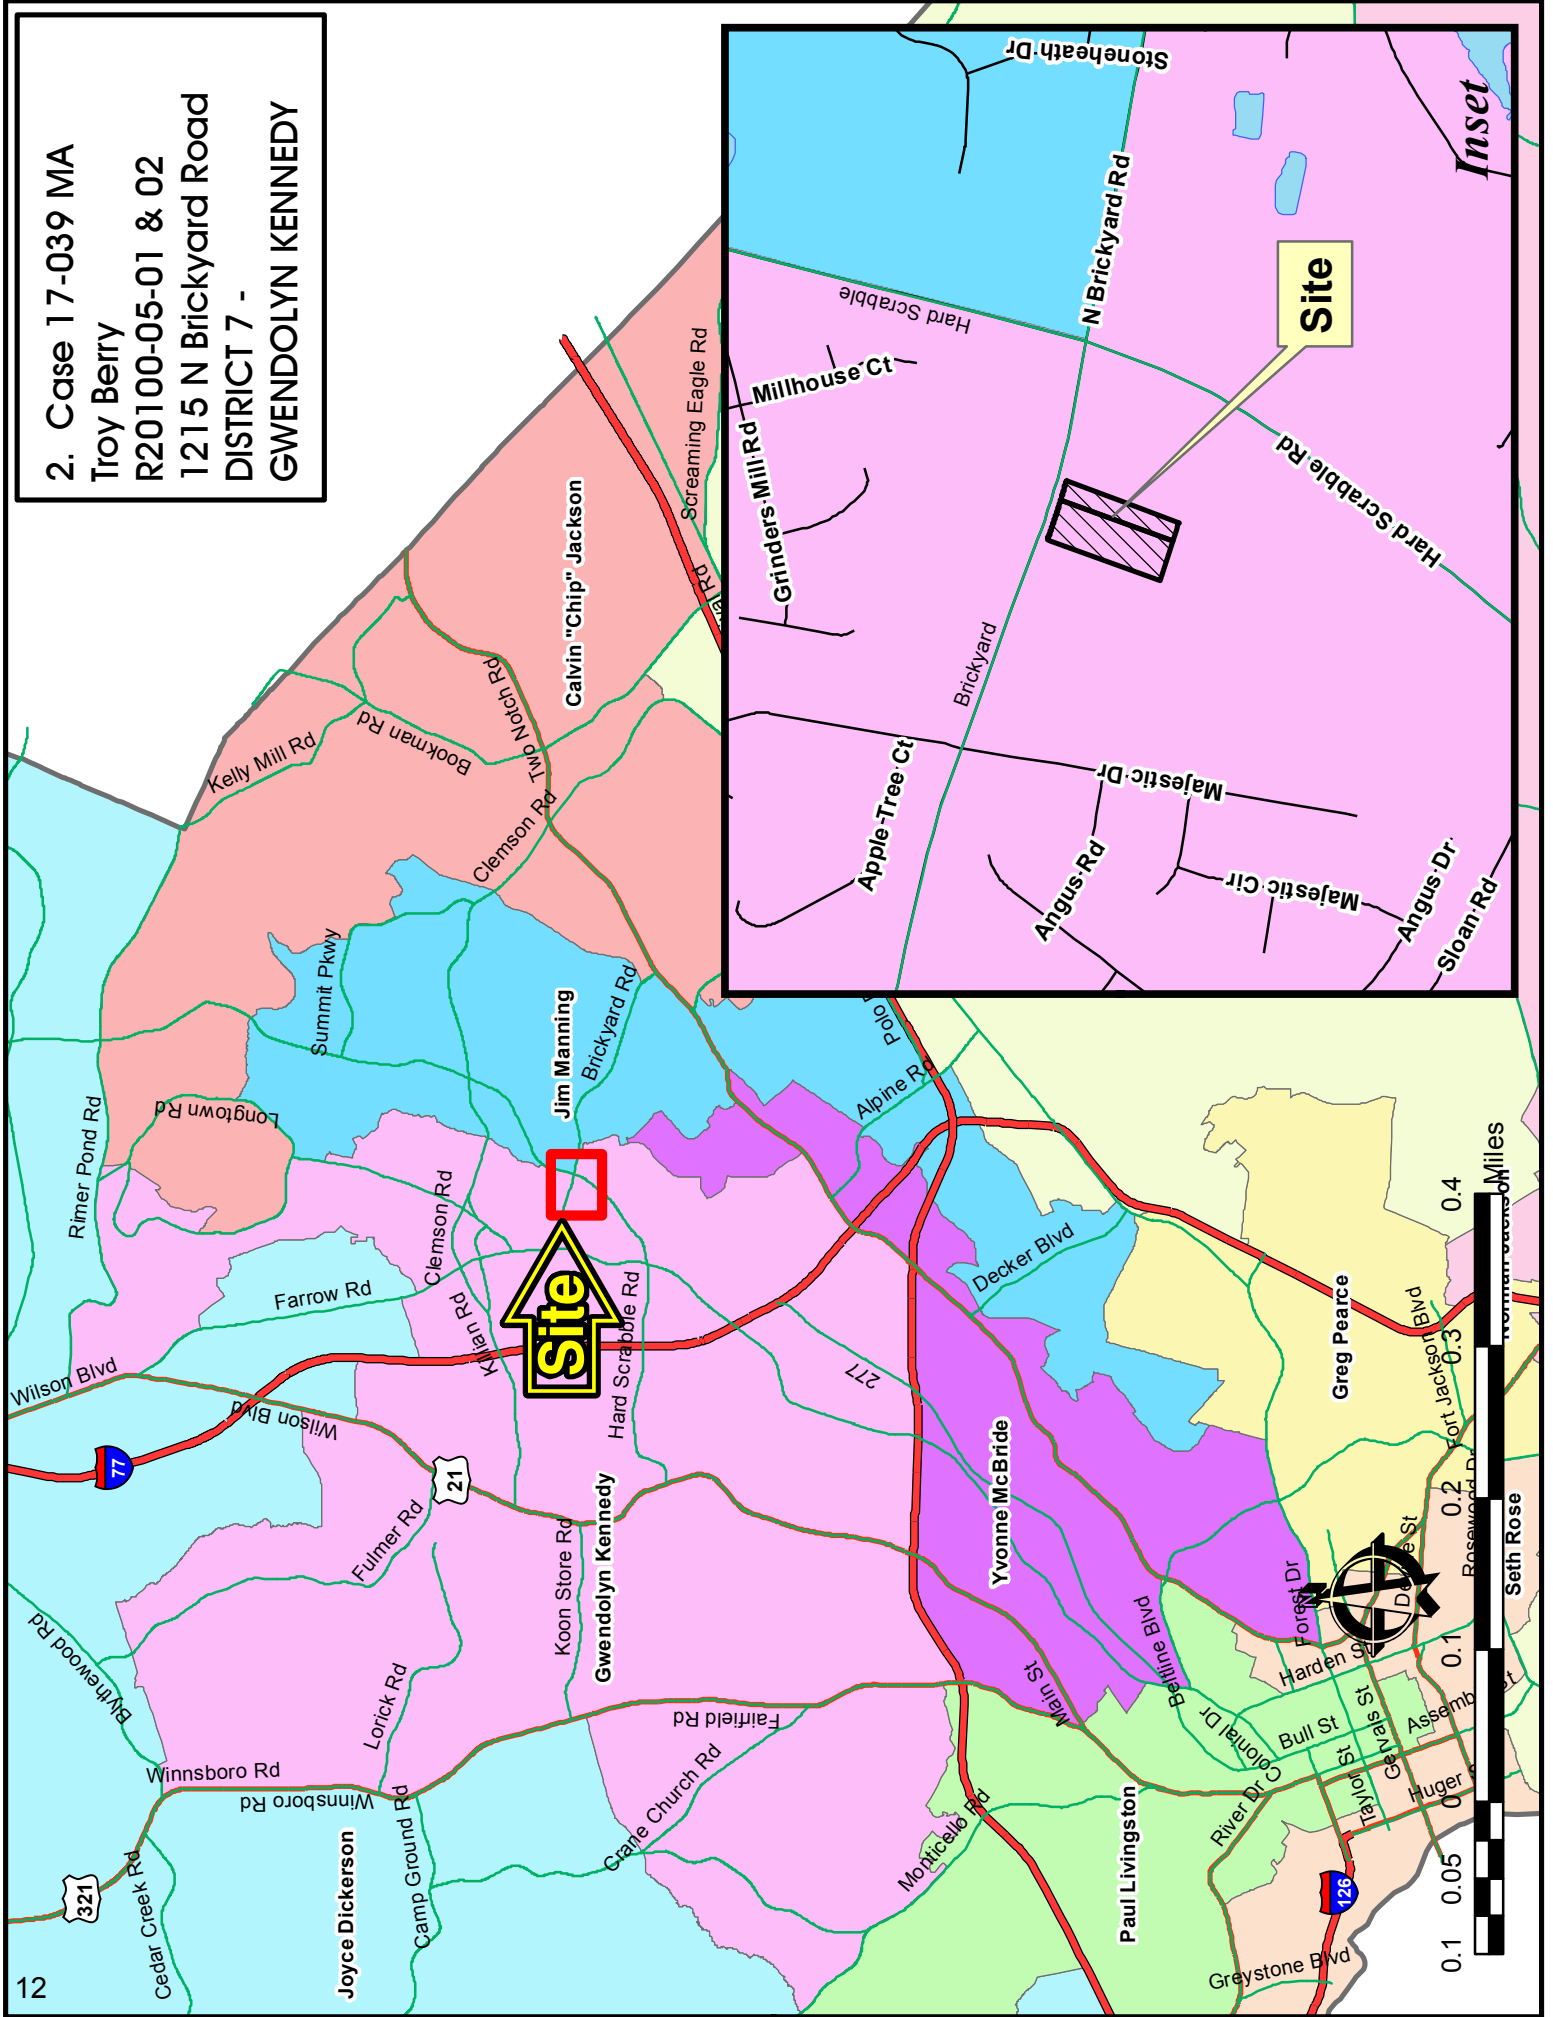 12
2. Case 17-039 MA
Troy Berry
R20100-05-01 & 02
1215 N Brickyard Road
DISTRICT 7 -
GWENDOLYN KENNEDY
Rimer Pond Rd
Longtown Rd
Summit Pkwy
Kelly Mill Rd
Bookman Rd
Two Notch Rd
Clemson Rd
Calvin "Chip" Jackson
Screaming Eagle Rd
Jim Manning
Brickyard Rd
Clemson Rd
Farrow Rd
Killian Rd
Wilson Blvd
Wilson Blvd
77
21
Site
Hard Scrabble Rd
277
Alpine Rd
Polo
Decker Blvd
Blythewood Rd
Fulmer Rd
Koon Store Rd
Gwendolyn Kennedy
Lorick Rd
Winnsboro Rd
Winnsboro Rd
Fairfield Rd
Crane Church Rd
321
Cedar Creek Rd
Camp Ground Rd
Joyce Dickerson
Monticello Rd
Paul Livingston
Yvonne McBride
Main St
Beltline Blvd
Forest Dr
Harden St
Colonial Dr
River Dr
Bull St
Taylor St
Gervais St
Huger
Greystone Blvd
126
Greg Pearce
Fort Jackson Blvd
Seth Rose
Stoneheath Dr
N Brickyard Rd
Hard Scrabble
Millhouse Ct
Grinders Mill Rd
Site
Hard Scrabble Rd
Brickyard
Apple Tree Ct
Majestic Dr
Angus Rd
Majestic Cir
Angus Dr
Sloan Rd
Inset
0.1 0.05 0 0.1 0.2 0.3 0.4
Miles